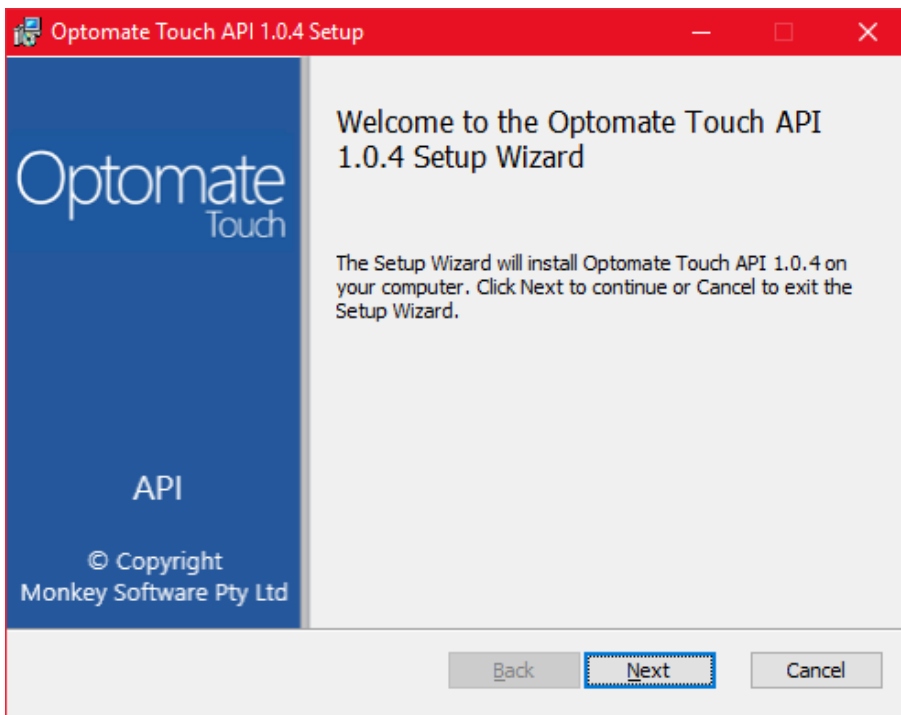 Optomate Touch API 1.0.4 Setup
Optomate
Touch
API
© Copyright
Monkey Software Pty Ltd
Welcome to the Optomate Touch API
1.0.4 Setup Wizard
The Setup Wizard will install Optomate Touch API 1.0.4 on
your computer. Click Next to continue or Cancel to exit the
Setup Wizard.
Back Next Cancel